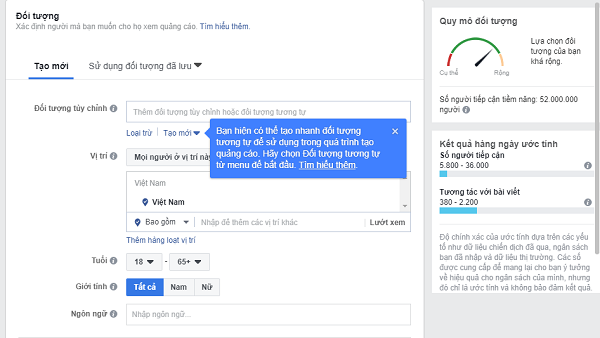 Đối tượng
Xác định người mà bạn muốn cho họ xem quảng cáo. Tìm hiểu thêm.
Tạo mới
Sử dụng đối tượng đã lưu
Đối tượng tùy chỉnh
Thêm đối tượng tùy chỉnh hoặc đối tượng tương tự
Loại trừ | Tạo mới
Bạn hiện có thể tạo nhanh đối tượng
tương tự để sử dụng trong quá trình tạo
quảng cáo. Hãy chọn Đối tượng tương tự
từ menu để bắt đầu. Tìm hiểu thêm.
Vị trí
Mọi người ở vị trí này
Việt Nam
Việt Nam
Bao gồm
Nhập để thêm các vị trí khác
Lướt xem
Thêm hàng loạt vị trí
Tuổi
18 - 65+
Giới tính
Tất cả Nam Nữ
Ngôn ngữ
Nhập ngôn ngữ...
Quy mô đối tượng
Cụ thể
Rộng
Lựa chọn đối
tượng của bạn
khá rộng.
Số người tiếp cận tiềm năng: 52.000.000
người
Kết quả hàng ngày ước tính
Số người tiếp cận
5.800 - 36.000
Tương tác với bài viết
380 - 2.200
Độ chính xác của ước tính dựa trên các yếu
tố như dữ liệu chiến dịch đã qua, ngân sách
bạn đã nhập và dữ liệu thị trường. Các số
được cung cấp để mang lại cho bạn ý tưởng
về hiệu quả cho ngân sách của mình, nhưng
đó chỉ là ước tính và không bảo đảm kết quả.